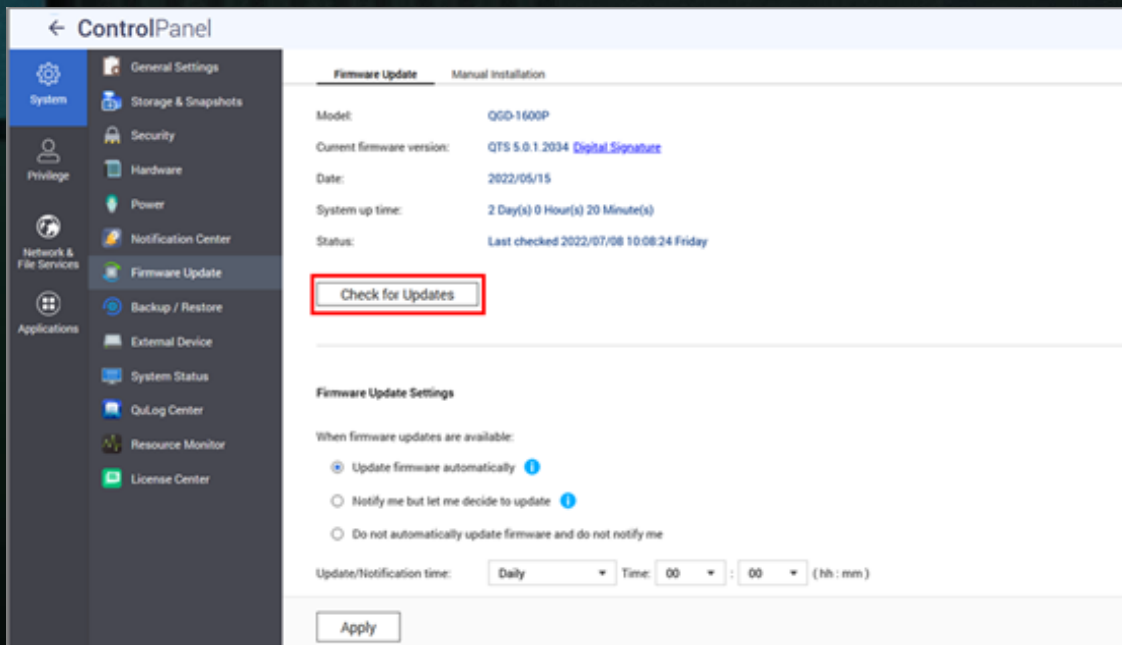 ControlPanel
System
Privilege
Network &
File Services
Applications
General Settings
Storage & Snapshots
Security
Hardware
Power
Notification Center
Firmware Update
Backup / Restore
External Device
System Status
QuLog Center
Resource Monitor
License Center
Firmware Update Manual Installation
Model: QGD-1600P
Current firmware version: QTS 5.0.1.2034 Digital Signature
Date: 2022/05/15
System up time: 2 Day(s) 0 Hour(s) 20 Minute(s)
Status: Last checked 2022/07/08 10:08:24 Friday
Check for Updates
Firmware Update Settings
When firmware updates are available:
Update firmware automatically
Notify me but let me decide to update
Do not automatically update firmware and do not notify me
Update/Notification time: Daily Time: 00 : 00 ( hh : mm )
Apply